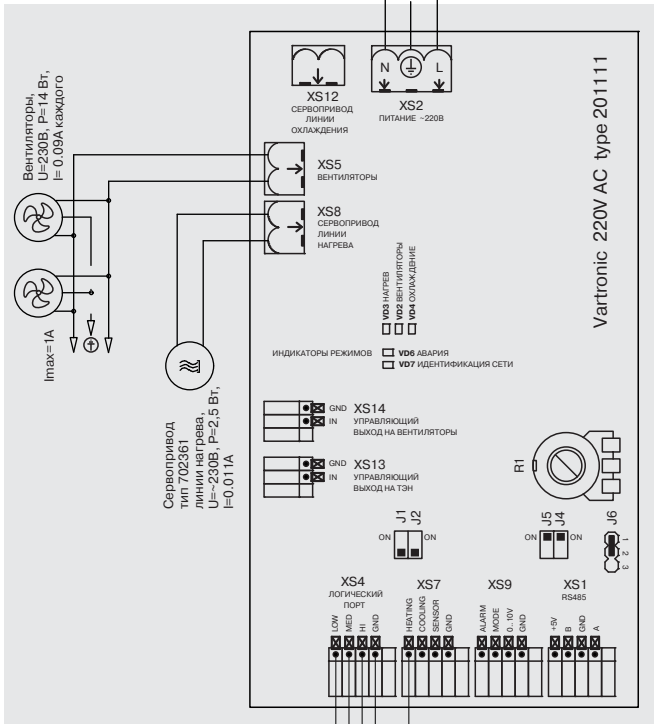 N
L
XS12
СЕРВОПРИВОД
ЛИНИИ
ОХЛАЖДЕНИЯ
XS2
ПИТАНИЕ ~220В
Vartronic 220V AC type 201111
Вентиляторы,
U=230В, P=14 Вт,
I= 0.09А каждого
XS5
ВЕНТИЛЯТОРЫ
XS8
СЕРВОПРИВОД
ЛИНИИ
НАГРЕВА
Imax=1A
VD3 НАГРЕВ
VD2 ВЕНТИЛЯТОРЫ
VD4 ОХЛАЖДЕНИЕ
ИНДИКАТОРЫ РЕЖИМОВ
VD6 АВАРИЯ
VD7 ИДЕНТИФИКАЦИЯ СЕТИ
Сервопривод
тип 702361
линии нагрева,
U=~230В, P=2,5 Вт,
I=0.011А
GND XS14
IN УПРАВЛЯЮЩИЙ
ВЫХОД НА ВЕНТИЛЯТОРЫ
GND XS13
IN УПРАВЛЯЮЩИЙ
ВЫХОД НА ТЭН
R1
J1
J2
ON
ON
J5
J4
ON
ON
J6
1
2
3
XS4
ЛОГИЧЕСКИЙ
ПОРТ
LOW
MED
HI
GND
XS7
HEATING
COOLING
SENSOR
GND
XS9
ALARM
MODE
0...10V
GND
XS1
RS485
+5V
B
GND
A